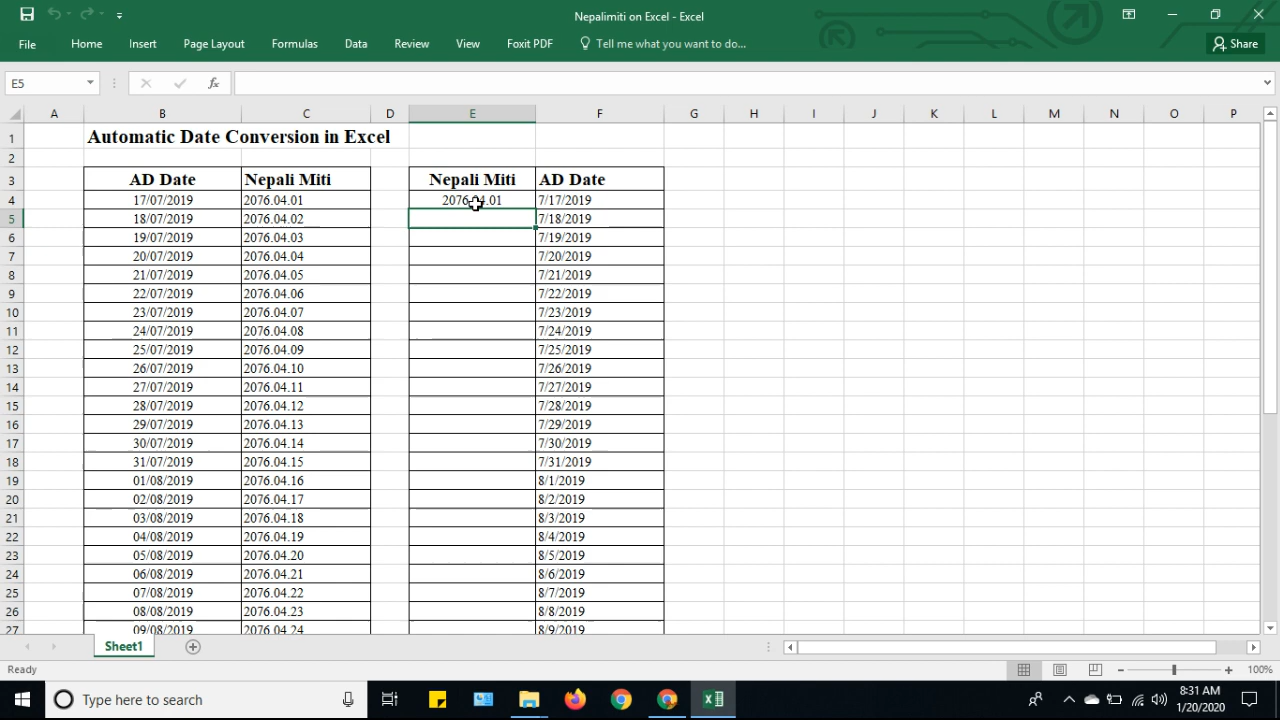 Nepalimiti on Excel - Excel
File Home Insert Page Layout Formulas Data Review View Foxit PDF Tell me what you want to do... Share
E5 fx
A B C D E F G H I J K L M N O P
1 Automatic Date Conversion in Excel
2
3 AD Date Nepali Miti Nepali Miti AD Date
4 17/07/2019 2076.04.01 2076.04.01 7/17/2019
5 18/07/2019 2076.04.02 7/18/2019
6 19/07/2019 2076.04.03 7/19/2019
7 20/07/2019 2076.04.04 7/20/2019
8 21/07/2019 2076.04.05 7/21/2019
9 22/07/2019 2076.04.06 7/22/2019
10 23/07/2019 2076.04.07 7/23/2019
11 24/07/2019 2076.04.08 7/24/2019
12 25/07/2019 2076.04.09 7/25/2019
13 26/07/2019 2076.04.10 7/26/2019
14 27/07/2019 2076.04.11 7/27/2019
15 28/07/2019 2076.04.12 7/28/2019
16 29/07/2019 2076.04.13 7/29/2019
17 30/07/2019 2076.04.14 7/30/2019
18 31/07/2019 2076.04.15 7/31/2019
19 01/08/2019 2076.04.16 8/1/2019
20 02/08/2019 2076.04.17 8/2/2019
21 03/08/2019 2076.04.18 8/3/2019
22 04/08/2019 2076.04.19 8/4/2019
23 05/08/2019 2076.04.20 8/5/2019
24 06/08/2019 2076.04.21 8/6/2019
25 07/08/2019 2076.04.22 8/7/2019
26 08/08/2019 2076.04.23 8/8/2019
27 09/08/2019 2076.04.24 8/9/2019
Sheet1
Ready 100%
Type here to search 8:31 AM
1/20/2020